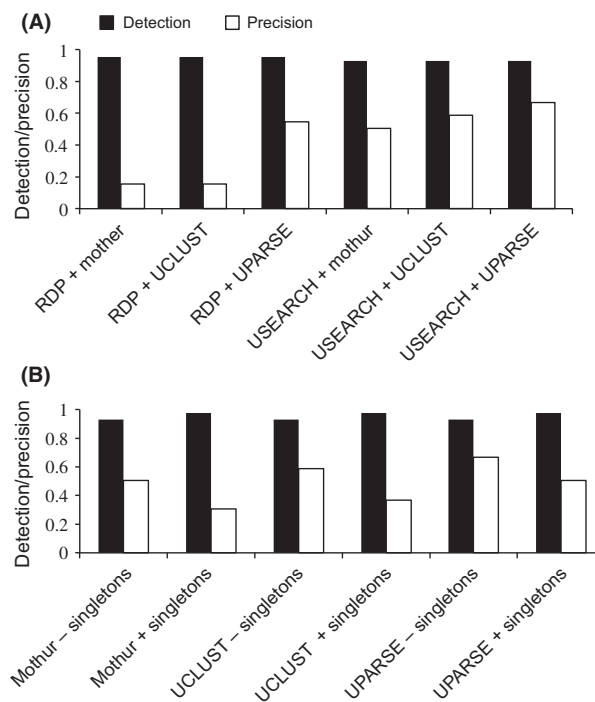 (A)
Detection Precision
Detection/precision
1
0.8
0.6
0.4
0.2
0
RDP + mother
RDP + UCLUST
RDP + UPARSE
USEARCH + mothur
USEARCH + UCLUST
USEARCH + UPARSE
(B)
Detection/precision
1
0.8
0.6
0.4
0.2
0
Mothur – singletons
Mothur + singletons
UCLUST – singletons
UCLUST + singletons
UPARSE – singletons
UPARSE + singletons